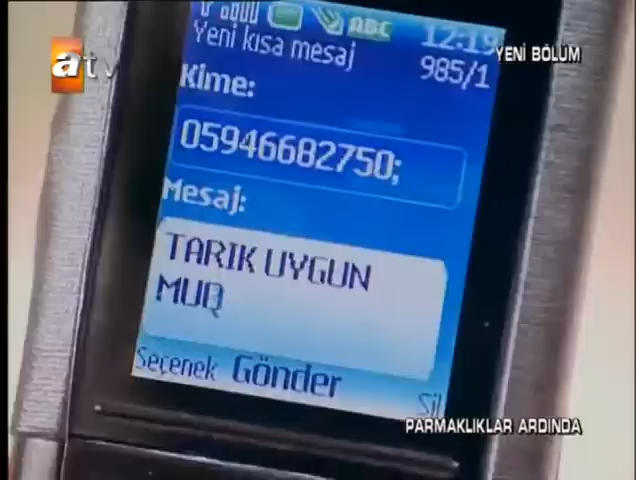 atv
ABC
12:19
YENİ BÖLÜM
Yeni kısa mesaj
985/1
Kime:
05946682750;
Mesaj:
TARIK UYGUN
MUQ
Seçenek Gönder Sil
PARMAKLIKLAR ARDINDA